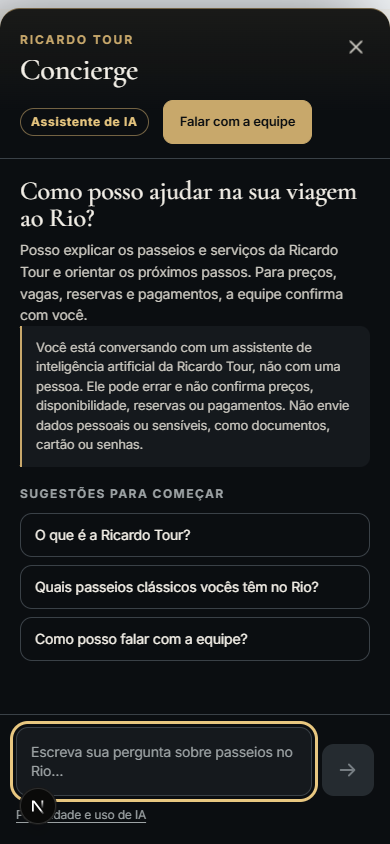 RICARDO TOUR
Concierge
Assistente de IA
Falar com a equipe
Como posso ajudar na sua viagem
ao Rio?
Posso explicar os passeios e serviços da Ricardo
Tour e orientar os próximos passos. Para preços,
vagas, reservas e pagamentos, a equipe confirma
com você.
Você está conversando com um assistente de
inteligência artificial da Ricardo Tour, não com uma
pessoa. Ele pode errar e não confirma preços,
disponibilidade, reservas ou pagamentos. Não envie
dados pessoais ou sensíveis, como documentos,
cartão ou senhas.
SUGESTÕES PARA COMEÇAR
O que é a Ricardo Tour?
Quais passeios clássicos vocês têm no Rio?
Como posso falar com a equipe?
Escreva sua pergunta sobre passeios no
Rio...
N
dade e uso de IA